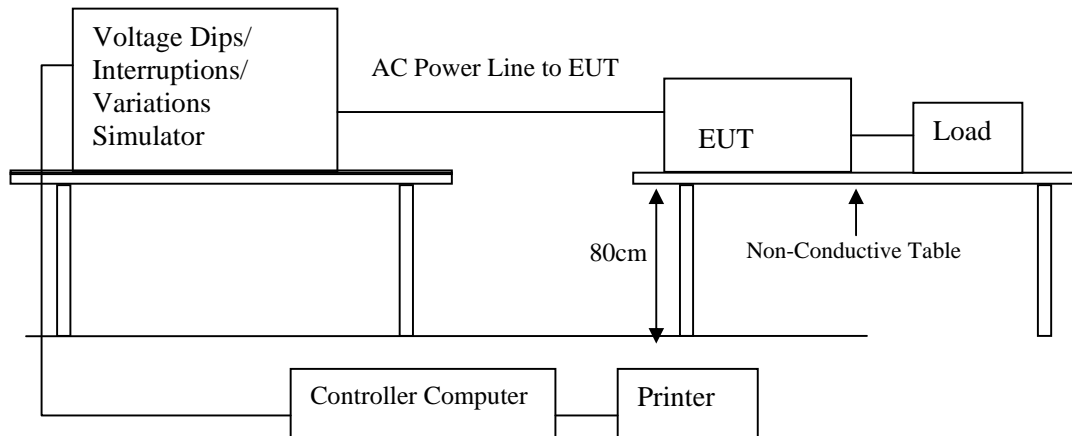 Voltage Dips/
Interruptions/
Variations
Simulator
AC Power Line to EUT
EUT
Load
80cm
Non-Conductive Table
Controller Computer
Printer